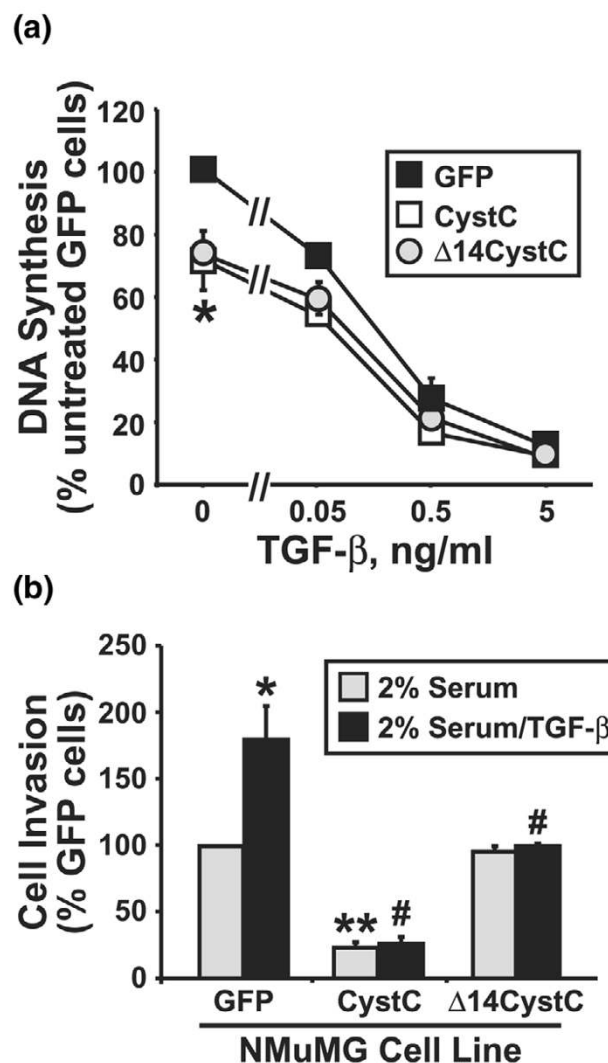 (a)
DNA Synthesis
(% untreated GFP cells)
120
100
80
60
40
20
0
GFP
CystC
Δ14CystC
*
//
//
0 0.05 0.5 5
TGF-β, ng/ml
(b)
Cell Invasion
(% GFP cells)
250
200
150
100
50
0
2% Serum
2% Serum/TGF-β
*
**
#
#
GFP CystC Δ14CystC
NMuMG Cell Line